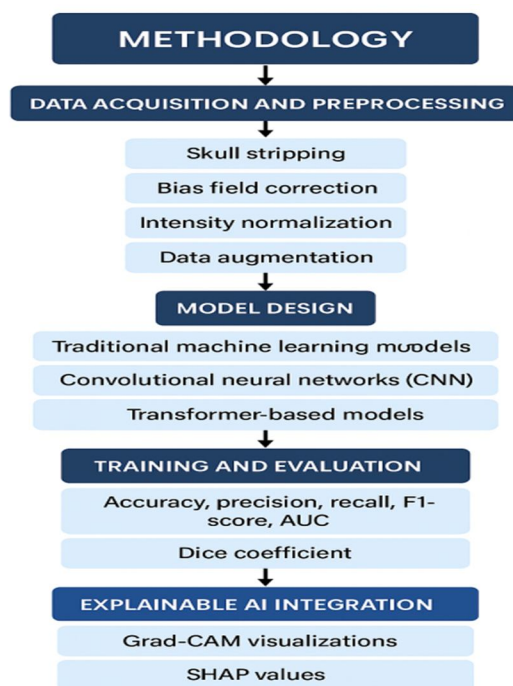 METHODOLOGY
DATA ACQUISITION AND PREPROCESSING
Skull stripping
Bias field correction
Intensity normalization
Data augmentation
MODEL DESIGN
Traditional machine learning muodels
Convolutional neural networks (CNN)
Transformer-based models
TRAINING AND EVALUATION
Accuracy, precision, recall, F1-
score, AUC
Dice coefficient
EXPLAINABLE AI INTEGRATION
Grad-CAM visualizations
SHAP values